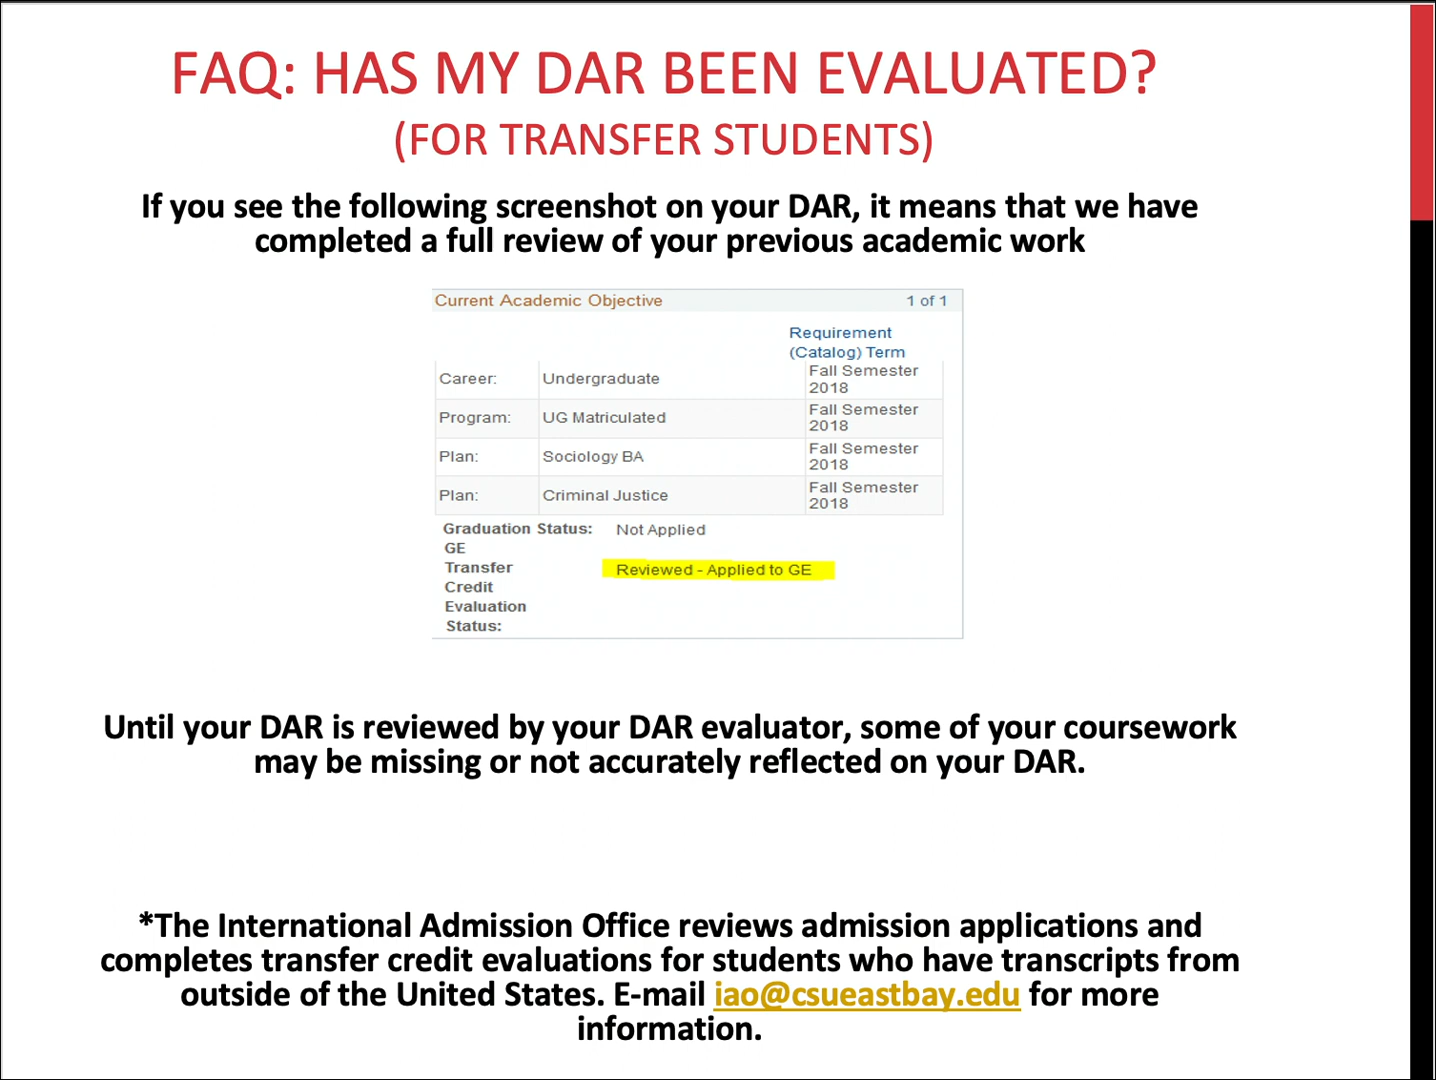 FAQ: HAS MY DAR BEEN EVALUATED?
(FOR TRANSFER STUDENTS)
If you see the following screenshot on your DAR, it means that we have
completed a full review of your previous academic work
Current Academic Objective 1 of 1
Requirement
(Catalog) Term
Career: Undergraduate Fall Semester
2018
Program: UG Matriculated Fall Semester
2018
Plan: Sociology BA Fall Semester
2018
Plan: Criminal Justice Fall Semester
2018
Graduation Status: Not Applied
GE
Transfer
Credit
Evaluation
Status:
Reviewed - Applied to GE
Until your DAR is reviewed by your DAR evaluator, some of your coursework
may be missing or not accurately reflected on your DAR.
*The International Admission Office reviews admission applications and
completes transfer credit evaluations for students who have transcripts from
outside of the United States. E-mail iao@csueastbay.edu for more
information.